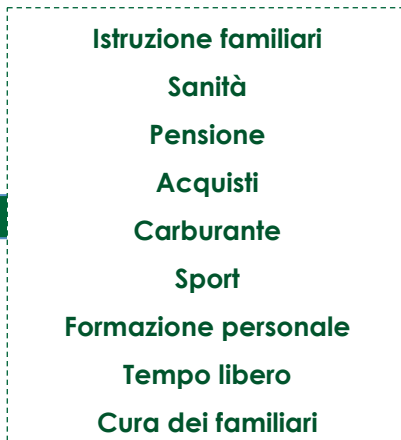 Istruzione familiari
Sanità
Pensione
Acquisti
Carburante
Sport
Formazione personale
Tempo libero
Cura dei familiari